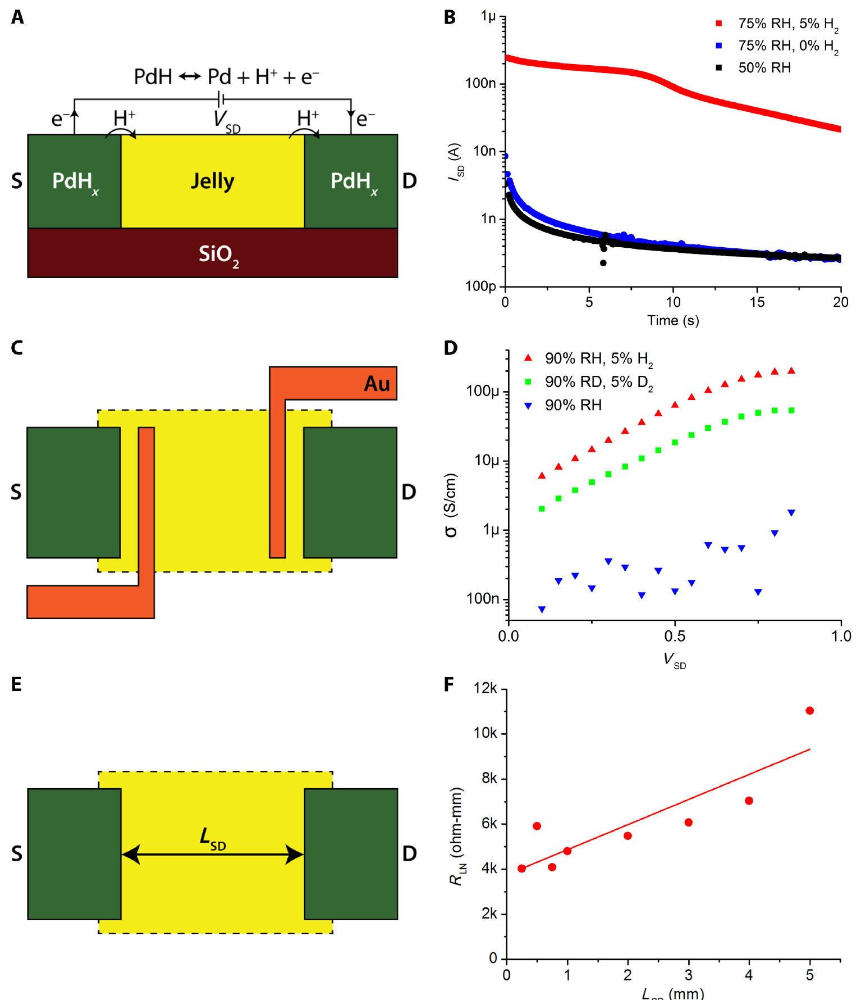 A
PdH ↔ Pd + H⁺ + e⁻
e⁻ H⁺ V_SD H⁺ e⁻
S PdH_x Jelly PdH_x D
SiO₂
B
1µ
100n
10n
1n
100p
I_SD (A)
75% RH, 5% H₂
75% RH, 0% H₂
50% RH
0 5 10 15 20
Time (s)
C
Au
S D
D
90% RH, 5% H₂
90% RD, 5% D₂
90% RH
100µ
10µ
1µ
100n
σ (S/cm)
0.0 0.5 1.0
V_SD
E
L_SD
S D
F
12k
10k
8k
6k
4k
2k
0
R_LN (ohm-mm)
0 1 2 3 4 5
L_SD (mm)